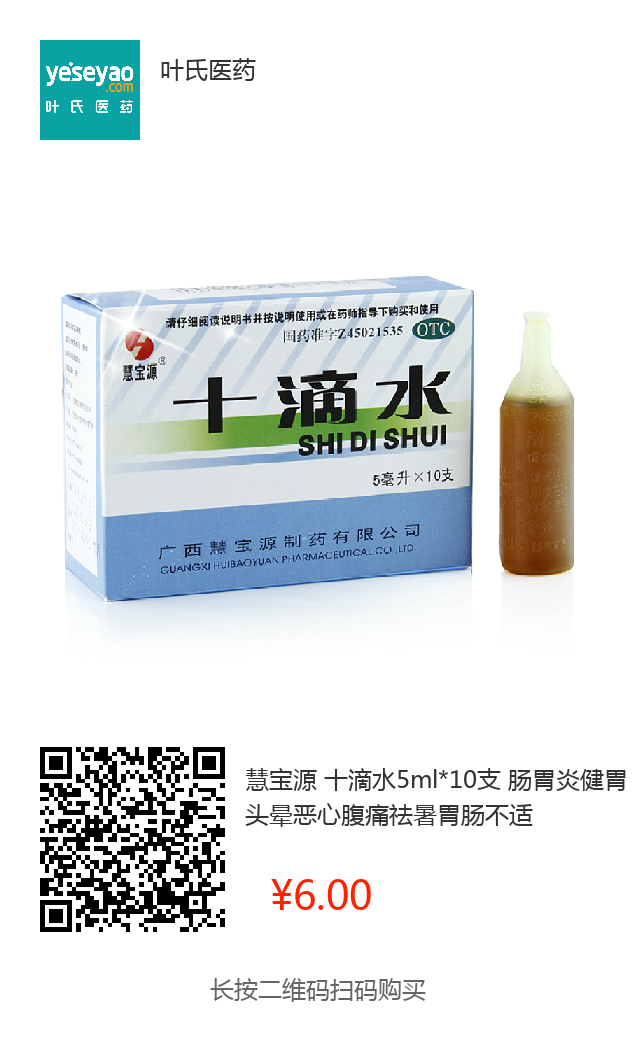 yeseyao
.com
叶氏医药
叶氏医药
请仔细阅读说明书并按说明使用或在药师指导下购买和使用
国药准字Z45021535 OTC
慧宝源®
十滴水
SHI DI SHUI
5毫升×10支
广西慧宝源制药有限公司
GUANGXI HUIBAOYUAN PHARMACEUTICAL CO.,LTD.
慧宝源 十滴水5ml*10支 肠胃炎健胃
头晕恶心腹痛祛暑胃肠不适
¥6.00
长按二维码扫码购买